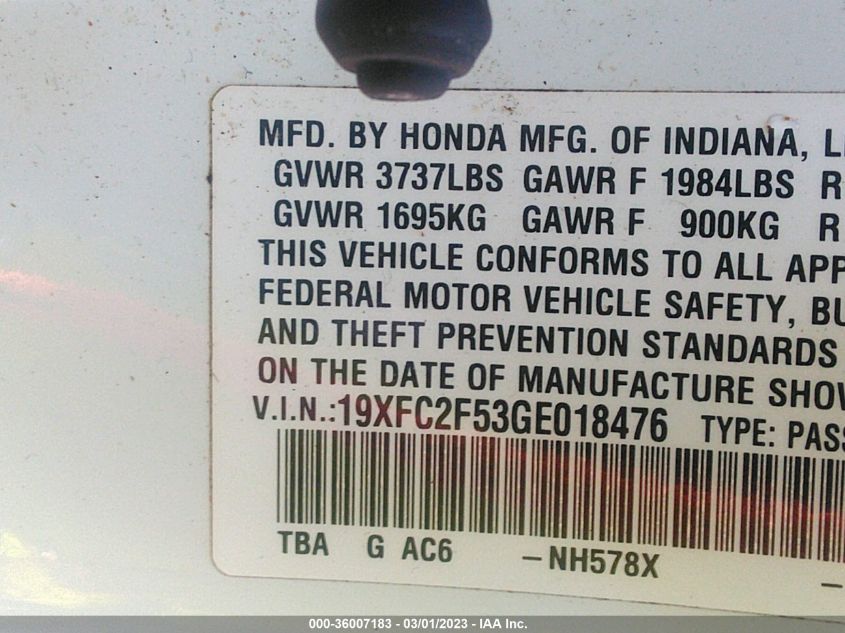 MFD. BY HONDA MFG. OF INDIANA,
GVWR 3737LBS GAWR F 1984LBS R
GVWR 1695KG GAWR F 900KG R
THIS VEHICLE CONFORMS TO ALL
FEDERAL MOTOR VEHICLE SAFETY,
AND THEFT PREVENTION STANDARDS
ON THE DATE OF MANUFACTURE
V.I.N.:19XFC2F53GE018476 TYPE:
TBA G AC6 -NH578X -
000-36007183 - 03/01/2023 - IAA Inc.